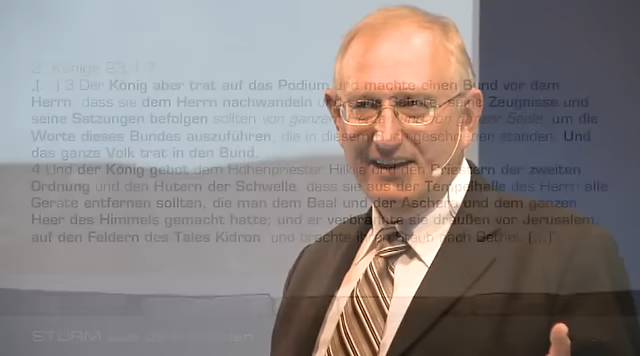 2. Könige 23,1-7
„[...] 3 Der König aber trat auf das Podium und machte einen Bund vor dem
Herrn, dass sie dem Herrn nachwandeln und seine Zeugnisse und
seine Satzungen befolgen sollten von ganzem Seele, um die
Worte dieses Bundes auszuführen, die in diesem geschrieben standen. Und
das ganze Volk trat in den Bund.
4 Und der König gebot dem Hohenpriester Hilkia und den Priestern der zweiten
Ordnung und den Hütern der Schwelle, dass sie aus der Tempelhalle des Herrn alle
Geräte entfernen sollten, die man dem Baal und der Aschera und dem ganzen
Heer des Himmels gemacht hatte; und er verbrannte sie draußen vor Jerusalem,
auf den Feldern des Tales Kidron, und brachte ihren Staub nach Bethel. [...]“
STURM